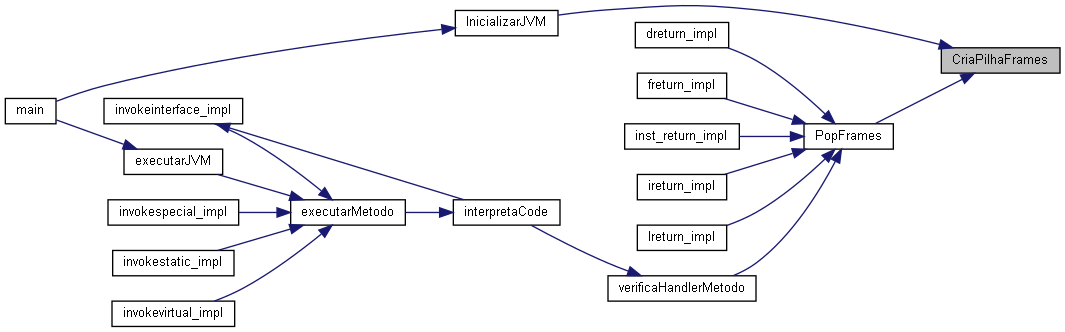 InicializarJVM
dreturn_impl
CriaPilhaFrames
freturn_impl
main
invokeinterface_impl
inst_return_impl
PopFrames
executarJVM
ireturn_impl
invokespecial_impl
executarMetodo
interpretaCode
lreturn_impl
invokestatic_impl
verificaHandlerMetodo
invokevirtual_impl